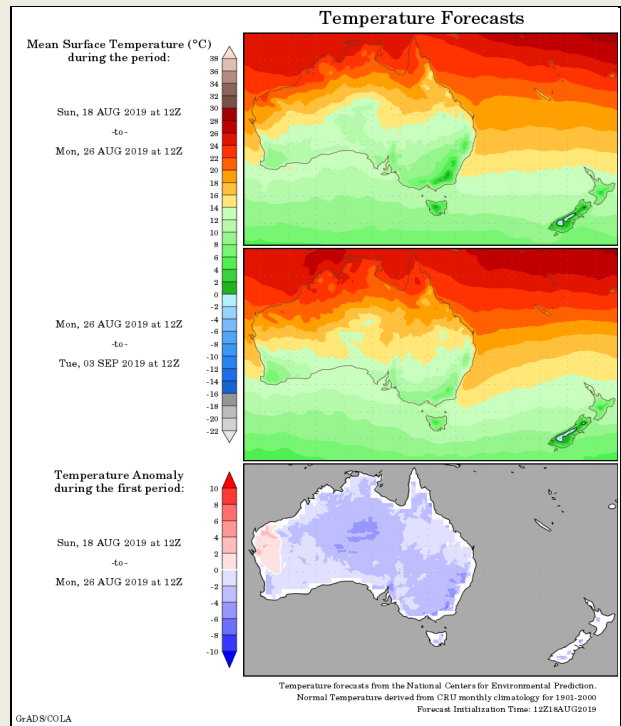 Temperature Forecasts
Mean Surface Temperature (°C)
during the period:
Sun, 18 AUG 2019 at 12Z
-to-
Mon, 26 AUG 2019 at 12Z
38
36
34
32
30
28
26
24
22
20
18
16
14
12
10
8
6
4
2
0
-2
-4
-6
-8
-10
-12
-14
-16
-18
-20
-22
Mon, 26 AUG 2019 at 12Z
-to-
Tue, 03 SEP 2019 at 12Z
Temperature Anomaly
during the first period:
Sun, 18 AUG 2019 at 12Z
-to-
Mon, 26 AUG 2019 at 12Z
10
8
6
4
2
0
-2
-4
-6
-8
-10
Temperature forecasts from the National Centers for Environmental Prediction.
Normal Temperature derived from CRU monthly climatology for 1901-2000
Forecast Initialization Time: 12Z18AUG2019
GrADS/COLA